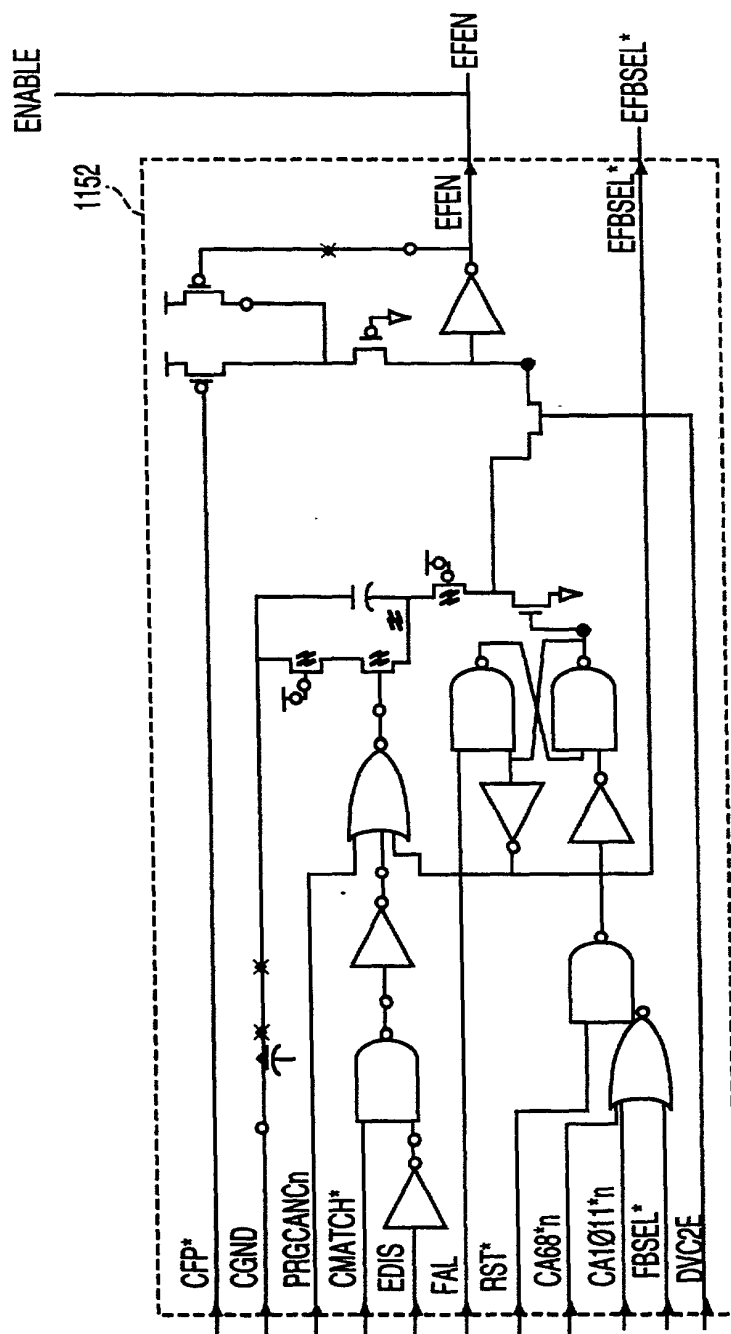 ENABLE
1152
EFEN
EFEN
EFBSEL*
EFBSEL*
CFP*
CGND
PRGCANCn
CMATCH*
EDIS
FAL
RST*
CA68*n
CA1011*n
FBSEL*
DVC2E